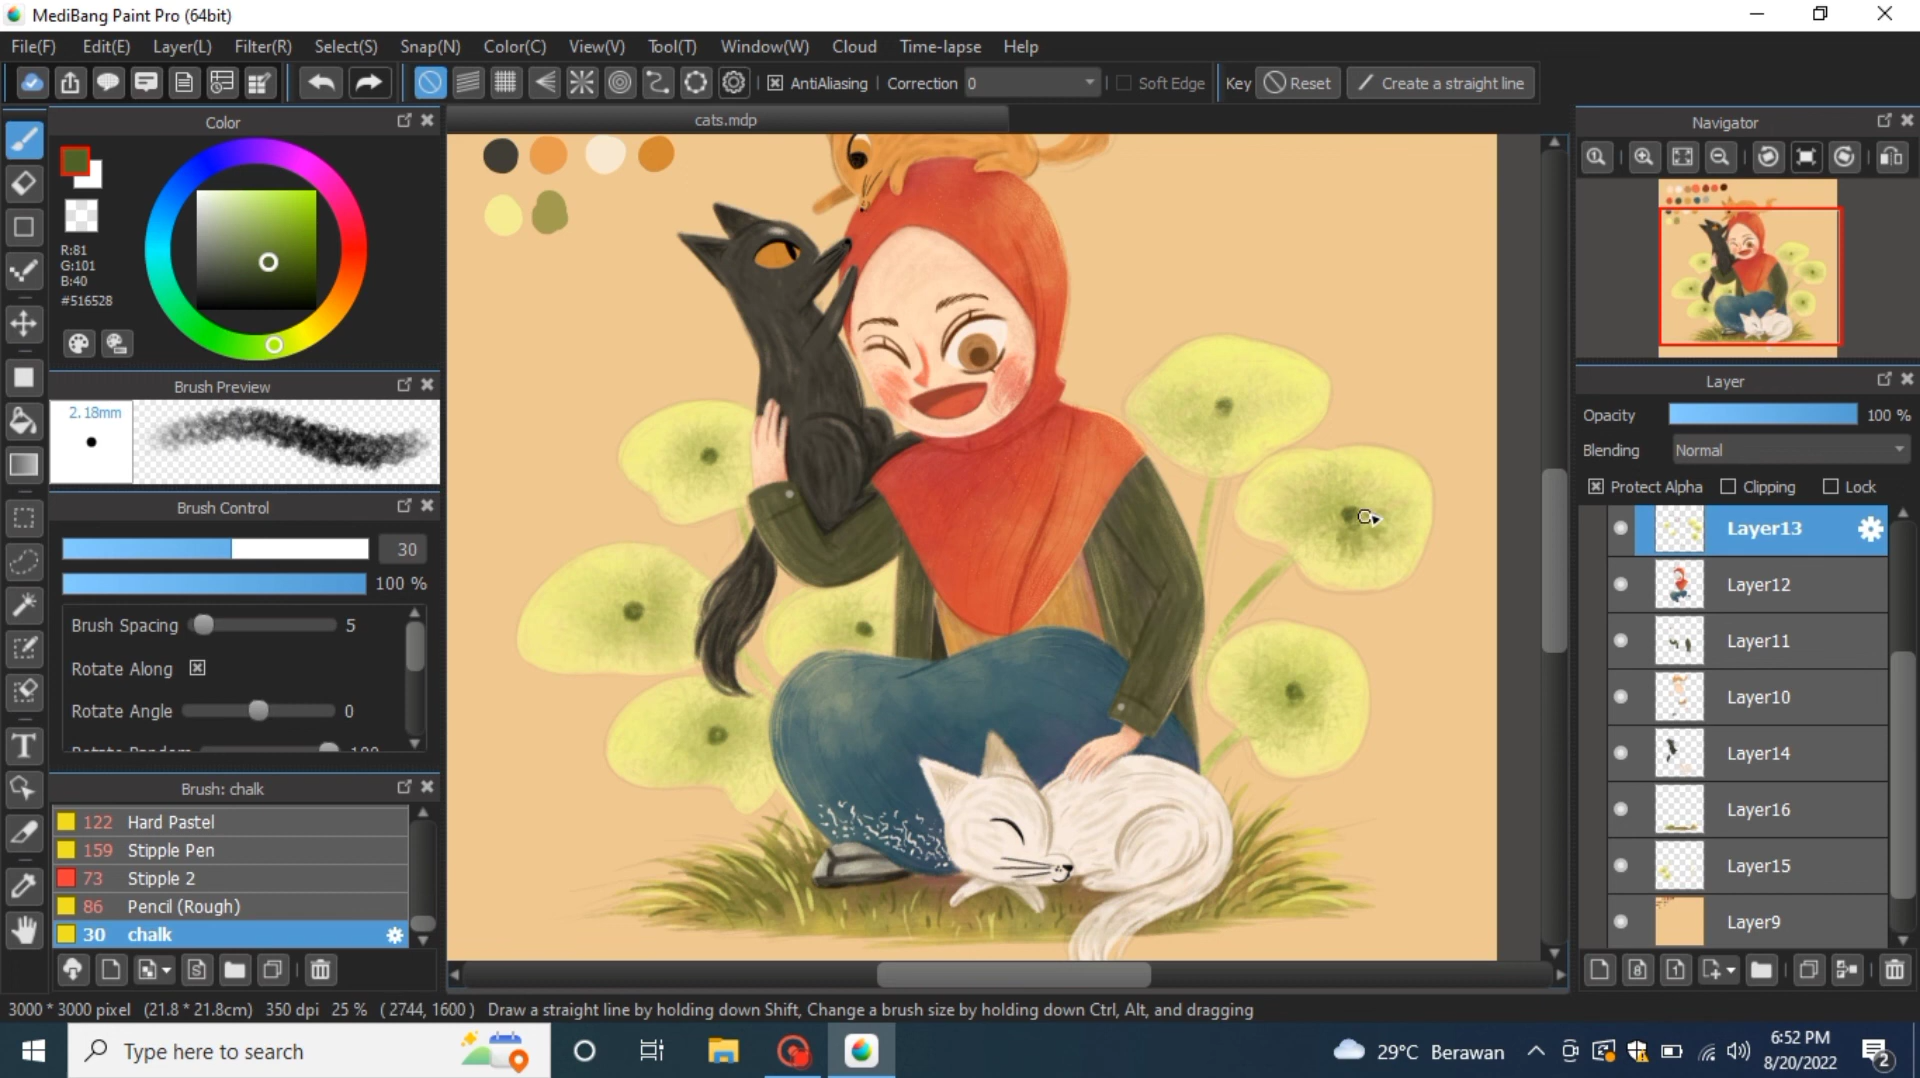 MediBang Paint Pro (64bit)
File(F) Edit(E) Layer(L) Filter(R) Select(S) Snap(N) Color(C) View(V) Tool(T) Window(W) Cloud Time-lapse Help
AntiAliasing Correction 0 Soft Edge Key Reset Create a straight line
Color
cats.mdp
Navigator
R:81
G:101
B:40
#516528
Brush Preview
2.18mm
Layer
Opacity 100 %
Blending Normal
Protect Alpha Clipping Lock
Brush Control
30
100 %
Brush Spacing 5
Rotate Along
Rotate Angle 0
Rotate Random 100
Layer13
Layer12
Layer11
Layer10
Layer14
Layer16
Layer15
Layer9
Brush: chalk
122 Hard Pastel
159 Stipple Pen
73 Stipple 2
86 Pencil (Rough)
30 chalk
3000 * 3000 pixel (21.8 * 21.8cm) 350 dpi 25 % ( 2744, 1600 ) Draw a straight line by holding down Shift, Change a brush size by holding down Ctrl, Alt, and dragging
Type here to search
29°C Berawan
6:52 PM
8/20/2022
2